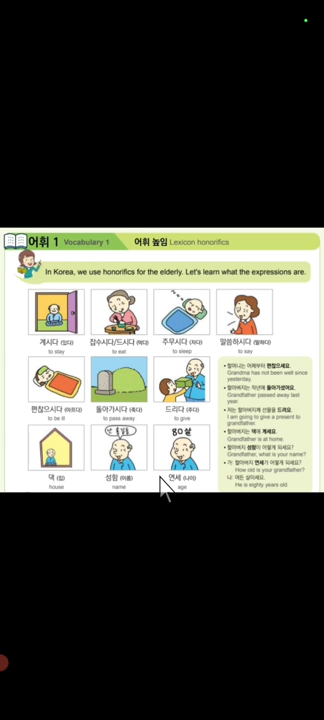 어휘 1 Vocabulary 1 어휘 높임 Lexicon honorifics
In Korea, we use honorifics for the elderly. Let's learn what the expressions are.
계시다 (있다) 잡수시다/드시다 (먹다) 주무시다 (자다) 말씀하시다 (말하다)
to stay to eat to sleep to say
편찮으시다 (아프다) 돌아가시다 (죽다) 드리다 (주다)
to be ill to pass away to give
80살
댁 (집) 성함 (이름) 연세 (나이)
house name age
• 할머니는 어제부터 편찮으세요.
Grandma has not been well since
yesterday.
• 할아버지는 작년에 돌아가셨어요.
Grandfather passed away last
year.
• 저는 할아버지께 선물을 드려요.
I am going to give a present to
grandfather.
• 할아버지는 댁에 계세요.
Grandfather is at home.
• 할아버지 성함이 어떻게 되세요?
Grandfather, what is your name?
• 가: 할아버지 연세가 어떻게 되세요?
How old is your grandfather?
나: 여든 살이세요.
He is eighty years old.